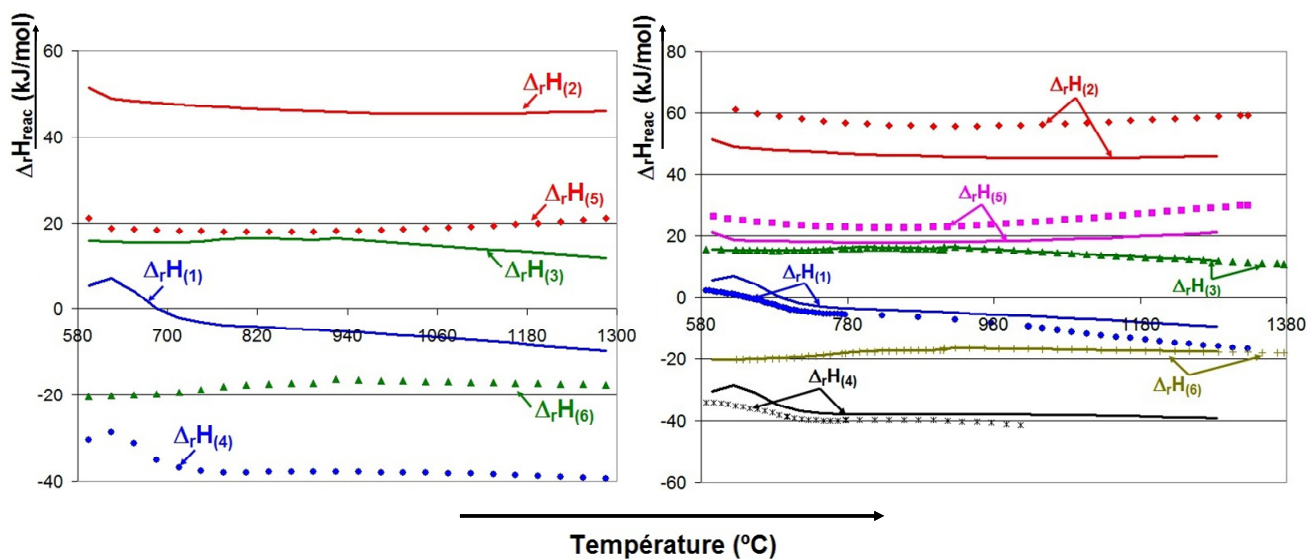 ΔrHreac (kJ/mol)
60
40
20
0
-20
-40
580
700
820
940
1060
1180
1300
ΔrH(2)
ΔrH(5)
ΔrH(3)
ΔrH(1)
ΔrH(6)
ΔrH(4)
ΔrHreac (kJ/mol)
80
60
40
20
0
-20
-40
-60
580
780
980
1180
1380
ΔrH(2)
ΔrH(5)
ΔrH(1)
ΔrH(3)
ΔrH(4)
ΔrH(6)
Température (ºC)